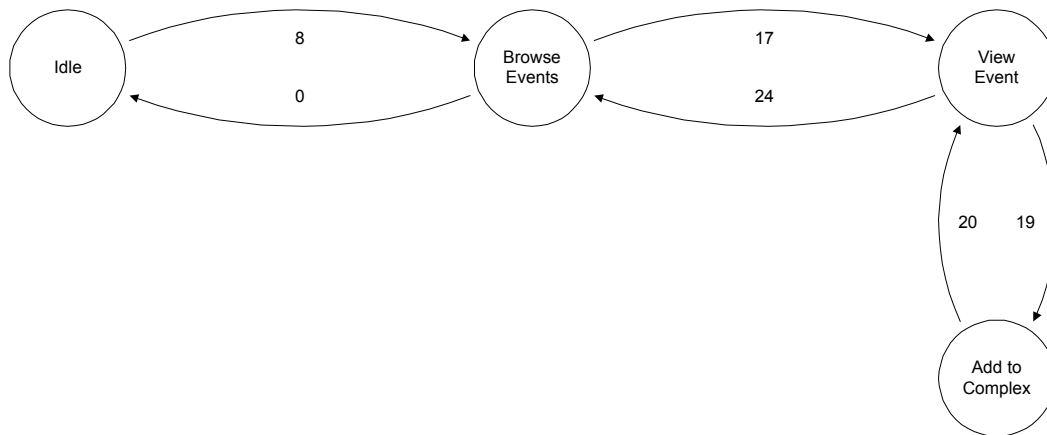 8
17
Idle
Browse
Events
View
Event
0
24
20
19
Add to
Complex